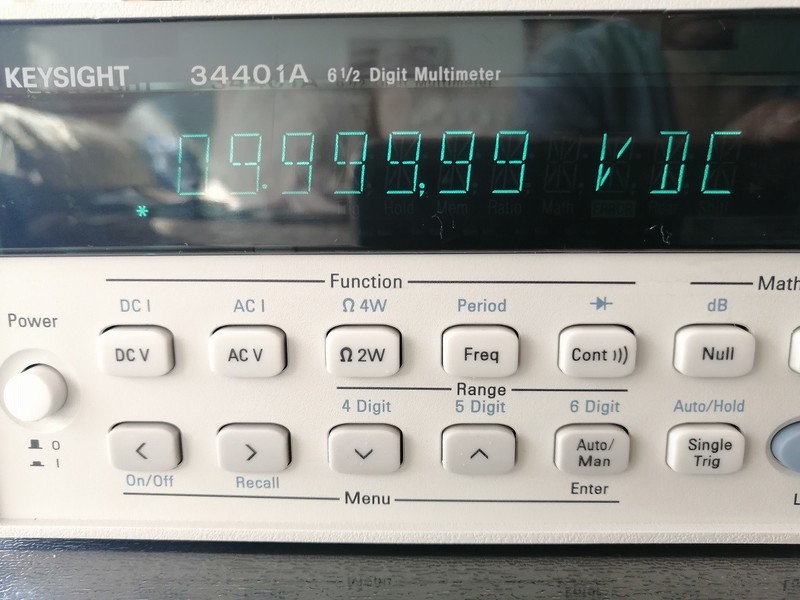 KEYSIGHT 34401A 6½ Digit Multimeter
09.999,99 VDC
*
Function Math
DC I AC I Ω 4W Period dB
Power
DC V AC V Ω 2W Freq Cont Null
Range
4 Digit 5 Digit 6 Digit Auto/Hold
< > Auto/ Single
Man Trig
O
I
On/Off Recall Enter
Menu